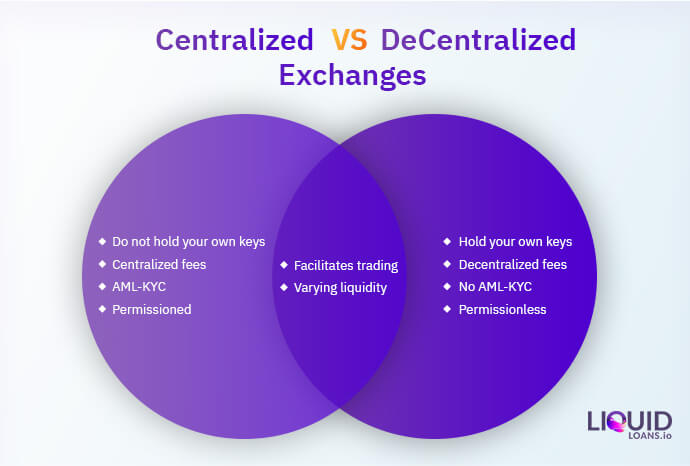 Centralized VS DeCentralized
Exchanges
Do not hold your own keys
Centralized fees
AML-KYC
Permissioned
Facilitates trading
Varying liquidity
Hold your own keys
Decentralized fees
No AML-KYC
Permissionless
LIQUID
LOANS.io